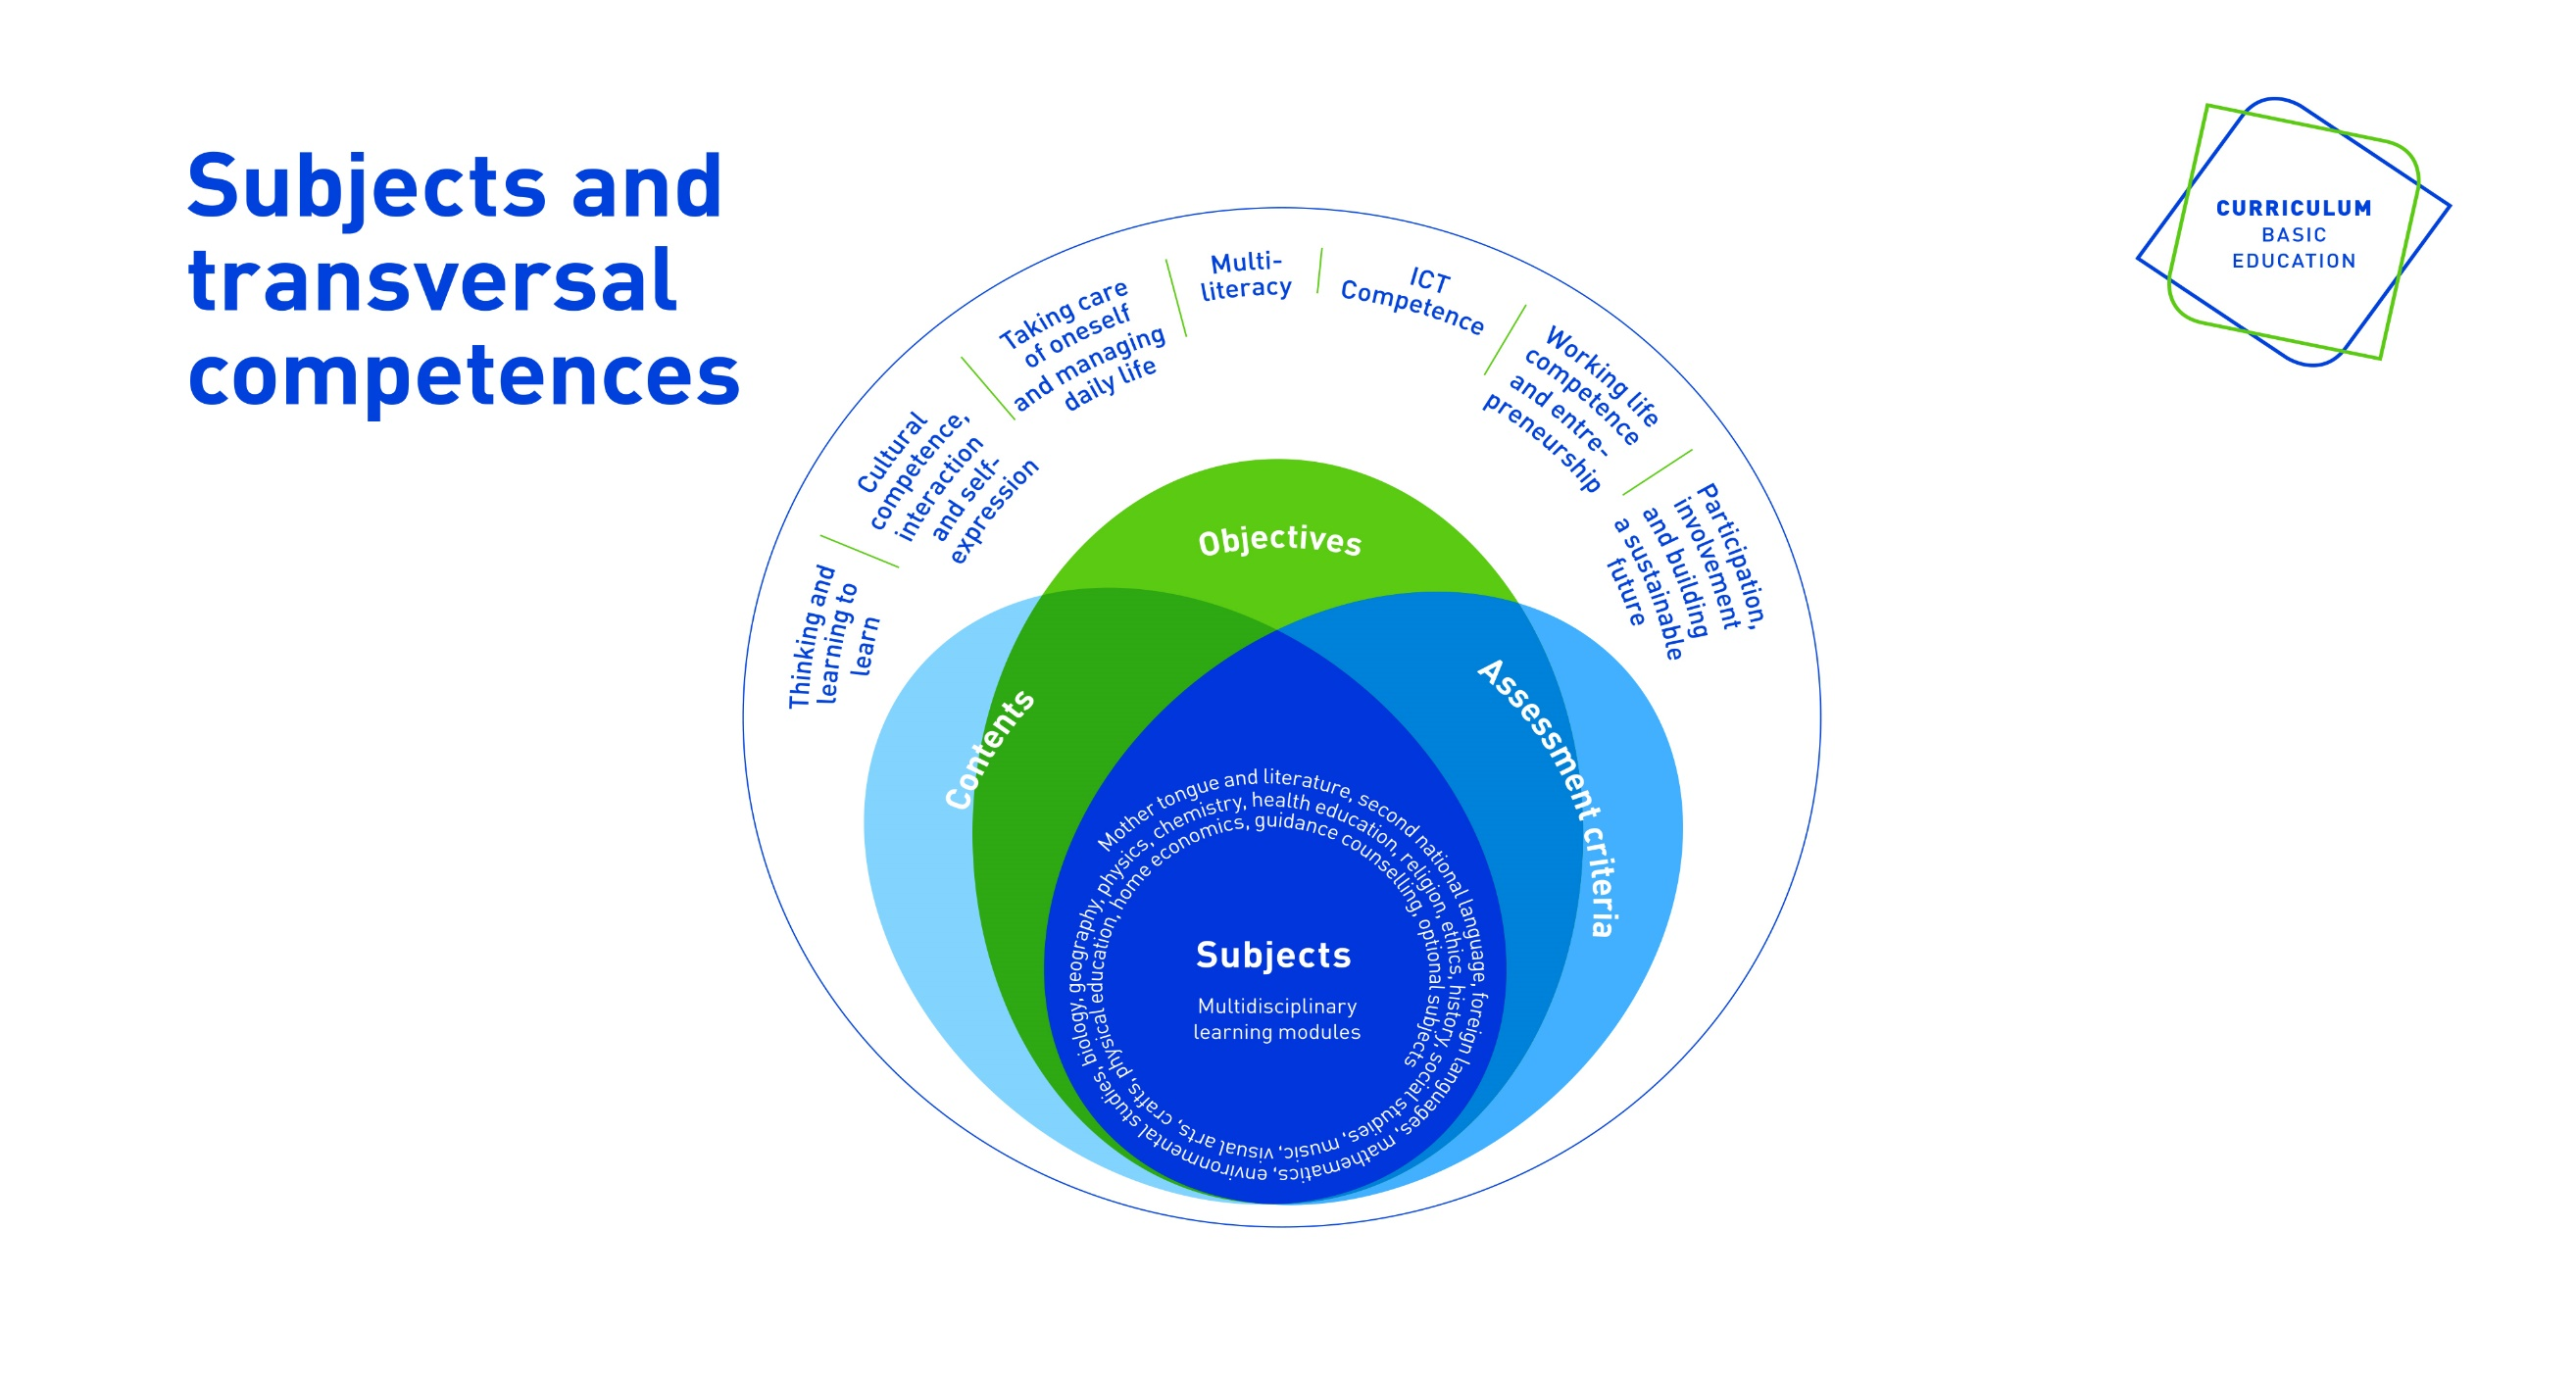 Subjects and
transversal
competences
CURRICULUM
BASIC
EDUCATION
Thinking and
learning to
learn
Cultural
competence,
interaction
and self-
expression
Taking care
of oneself
and managing
daily life
Multi-
literacy
ICT
Competence
Working life
competence
and entre-
preneurship
Participation,
involvement
and building
a sustainable
future
Objectives
Contents
Assessment criteria
Mother tongue and literature, second national language, foreign languages, mathematics, environmental studies, biology, geography, physics, chemistry, health education, religion, ethics, history, social studies, music, visual arts, crafts, physical education, home economics, guidance counselling, optional subjects
Subjects
Multidisciplinary
learning modules